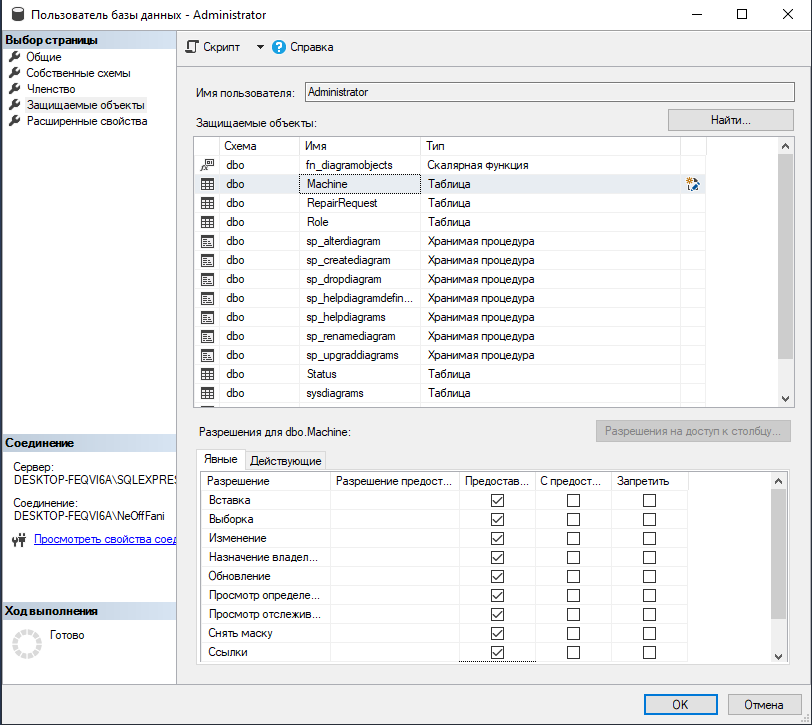 Пользователь базы данных - Administrator
Выбор страницы
Общие
Собственные схемы
Членство
Защищаемые объекты
Расширенные свойства
Скрипт
Справка
Имя пользователя: Administrator
Защищаемые объекты:
Найти...
Схема Имя Тип
dbo fn_diagramobjects Скалярная функция
dbo Machine Таблица
dbo RepairRequest Таблица
dbo Role Таблица
dbo sp_alterdiagram Хранимая процедура
dbo sp_creatediagram Хранимая процедура
dbo sp_dropdiagram Хранимая процедура
dbo sp_helpdiagramdefin... Хранимая процедура
dbo sp_helpdiagrams Хранимая процедура
dbo sp_renamediagram Хранимая процедура
dbo sp_upgraddiagrams Хранимая процедура
dbo Status Таблица
dbo sysdiagrams Таблица
Разрешения для dbo.Machine:
Разрешения на доступ к столбцу...
Явные Действующие
Разрешение Разрешение предост... Предостав... С предост... Запретить
Вставка
Выборка
Изменение
Назначение владел...
Обновление
Просмотр определе...
Просмотр отслежив...
Снять маску
Ссылки
Соединение
Сервер:
DESKTOP-FEQVI6A\SQLEXPRES
Соединение:
DESKTOP-FEQVI6A\NeOffFani
Просмотреть свойства соед
Ход выполнения
Готово
OK
Отмена